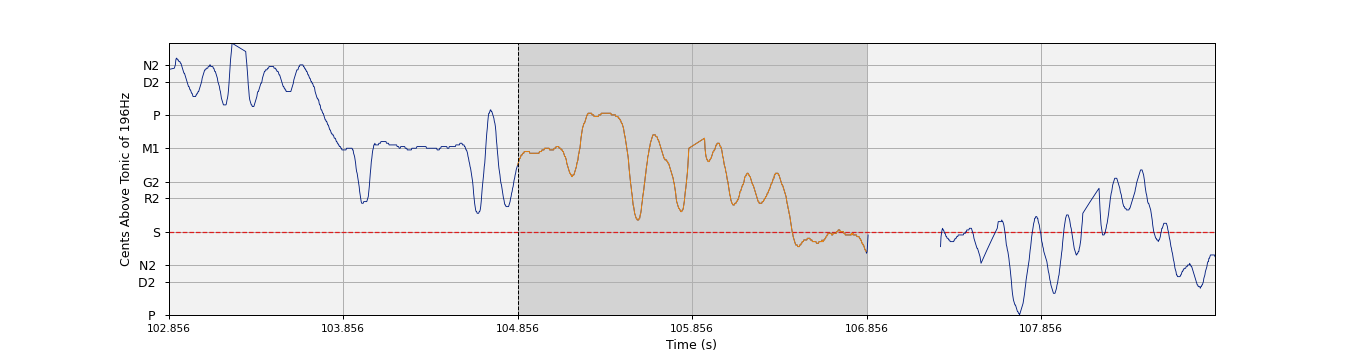 N2
D2
P
M1
G2
R2
S
N2
D2
P
Cents Above Tonic of 196Hz
102.856 103.856 104.856 105.856 106.856 107.856
Time (s)